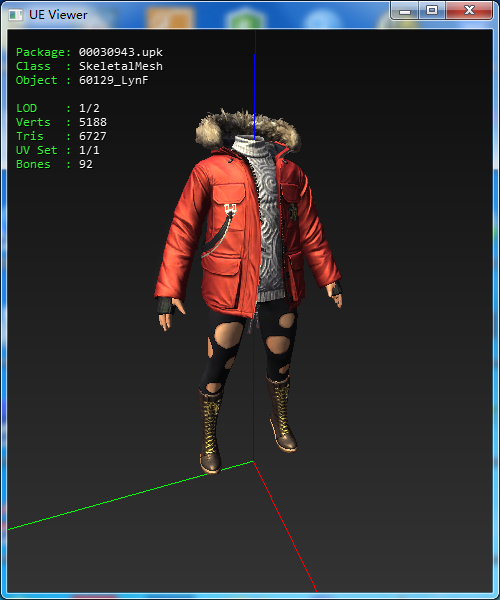 UE Viewer
Package: 00030943.upk
Class : SkeletalMesh
Object : 60129_LynF
LOD : 1/2
Verts : 5188
Tris : 6727
UV Set : 1/1
Bones : 92